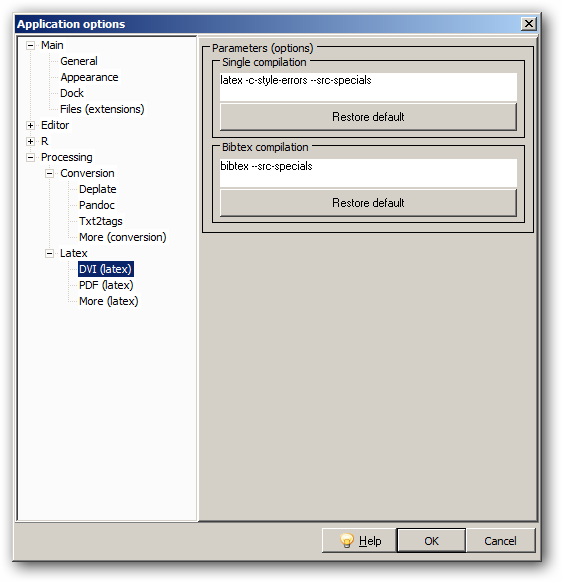 Application options
Main
General
Appearance
Dock
Files (extensions)
Editor
R
Processing
Conversion
Deplate
Pandoc
Txt2tags
More (conversion)
Latex
DVI (latex)
PDF (latex)
More (latex)
Parameters (options)
Single compilation
latex -c-style-errors --src-specials
Restore default
Bibtex compilation
bibtex --src-specials
Restore default
Help
OK
Cancel